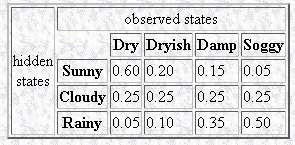 observed states
hidden states
Dry Dryish Damp Soggy
Sunny 0.60 0.20 0.15 0.05
Cloudy 0.25 0.25 0.25 0.25
Rainy 0.05 0.10 0.35 0.50